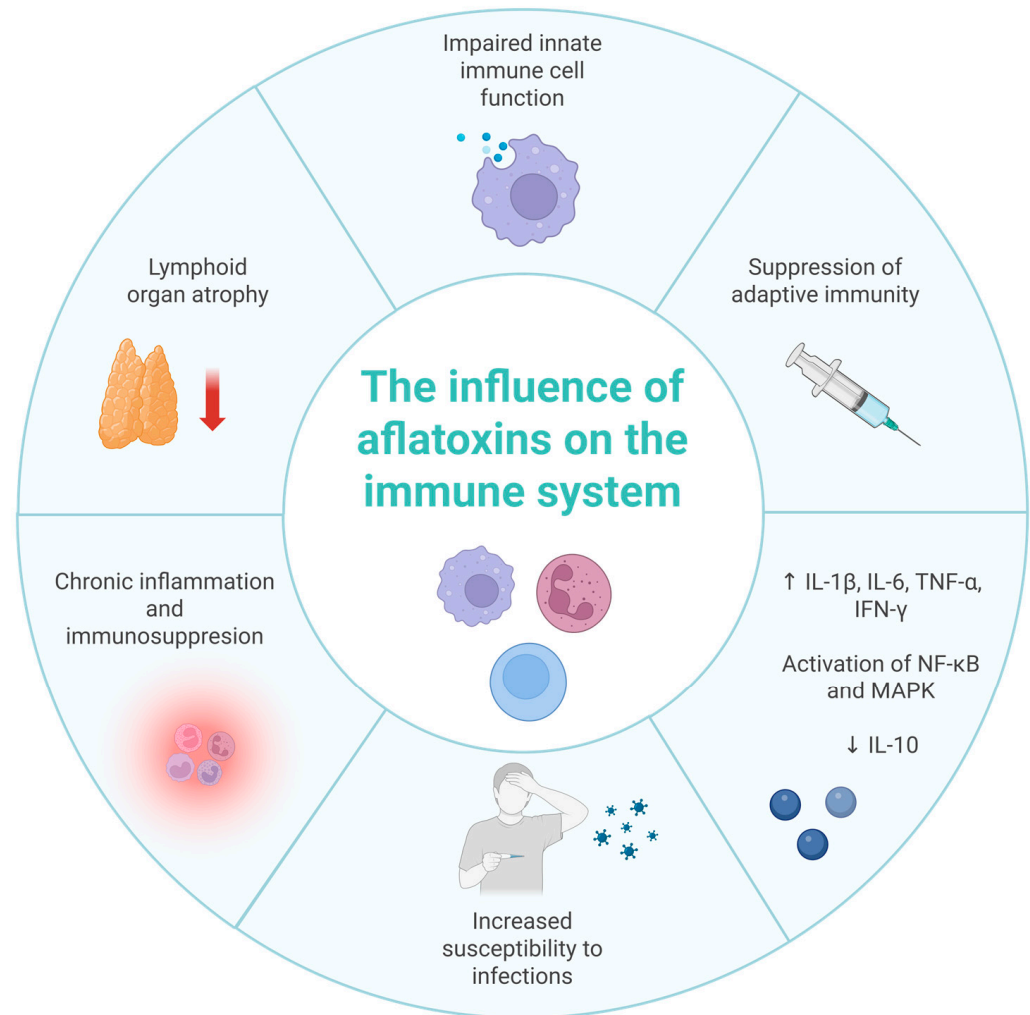 Impaired innate
immune cell
function
Suppression of
adaptive immunity
↑ IL-1β, IL-6, TNF-α,
IFN-γ
Activation of NF-κB
and MAPK
↓ IL-10
Increased
susceptibility to
infections
Chronic inflammation
and
immunosuppresion
Lymphoid
organ atrophy
The influence of
aflatoxins on the
immune system